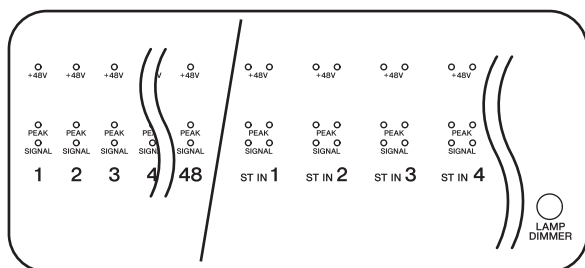 +48V +48V +48V V +48V +48V +48V +48V +48V
PEAK PEAK PEAK PEA PEAK PEAK PEAK PEAK PEAK
SIGNAL SIGNAL SIGNAL SIGNA SIGNAL SIGNAL SIGNAL SIGNAL SIGNAL
1 2 3 4 48 ST IN 1 ST IN 2 ST IN 3 ST IN 4
LAMP
DIMMER